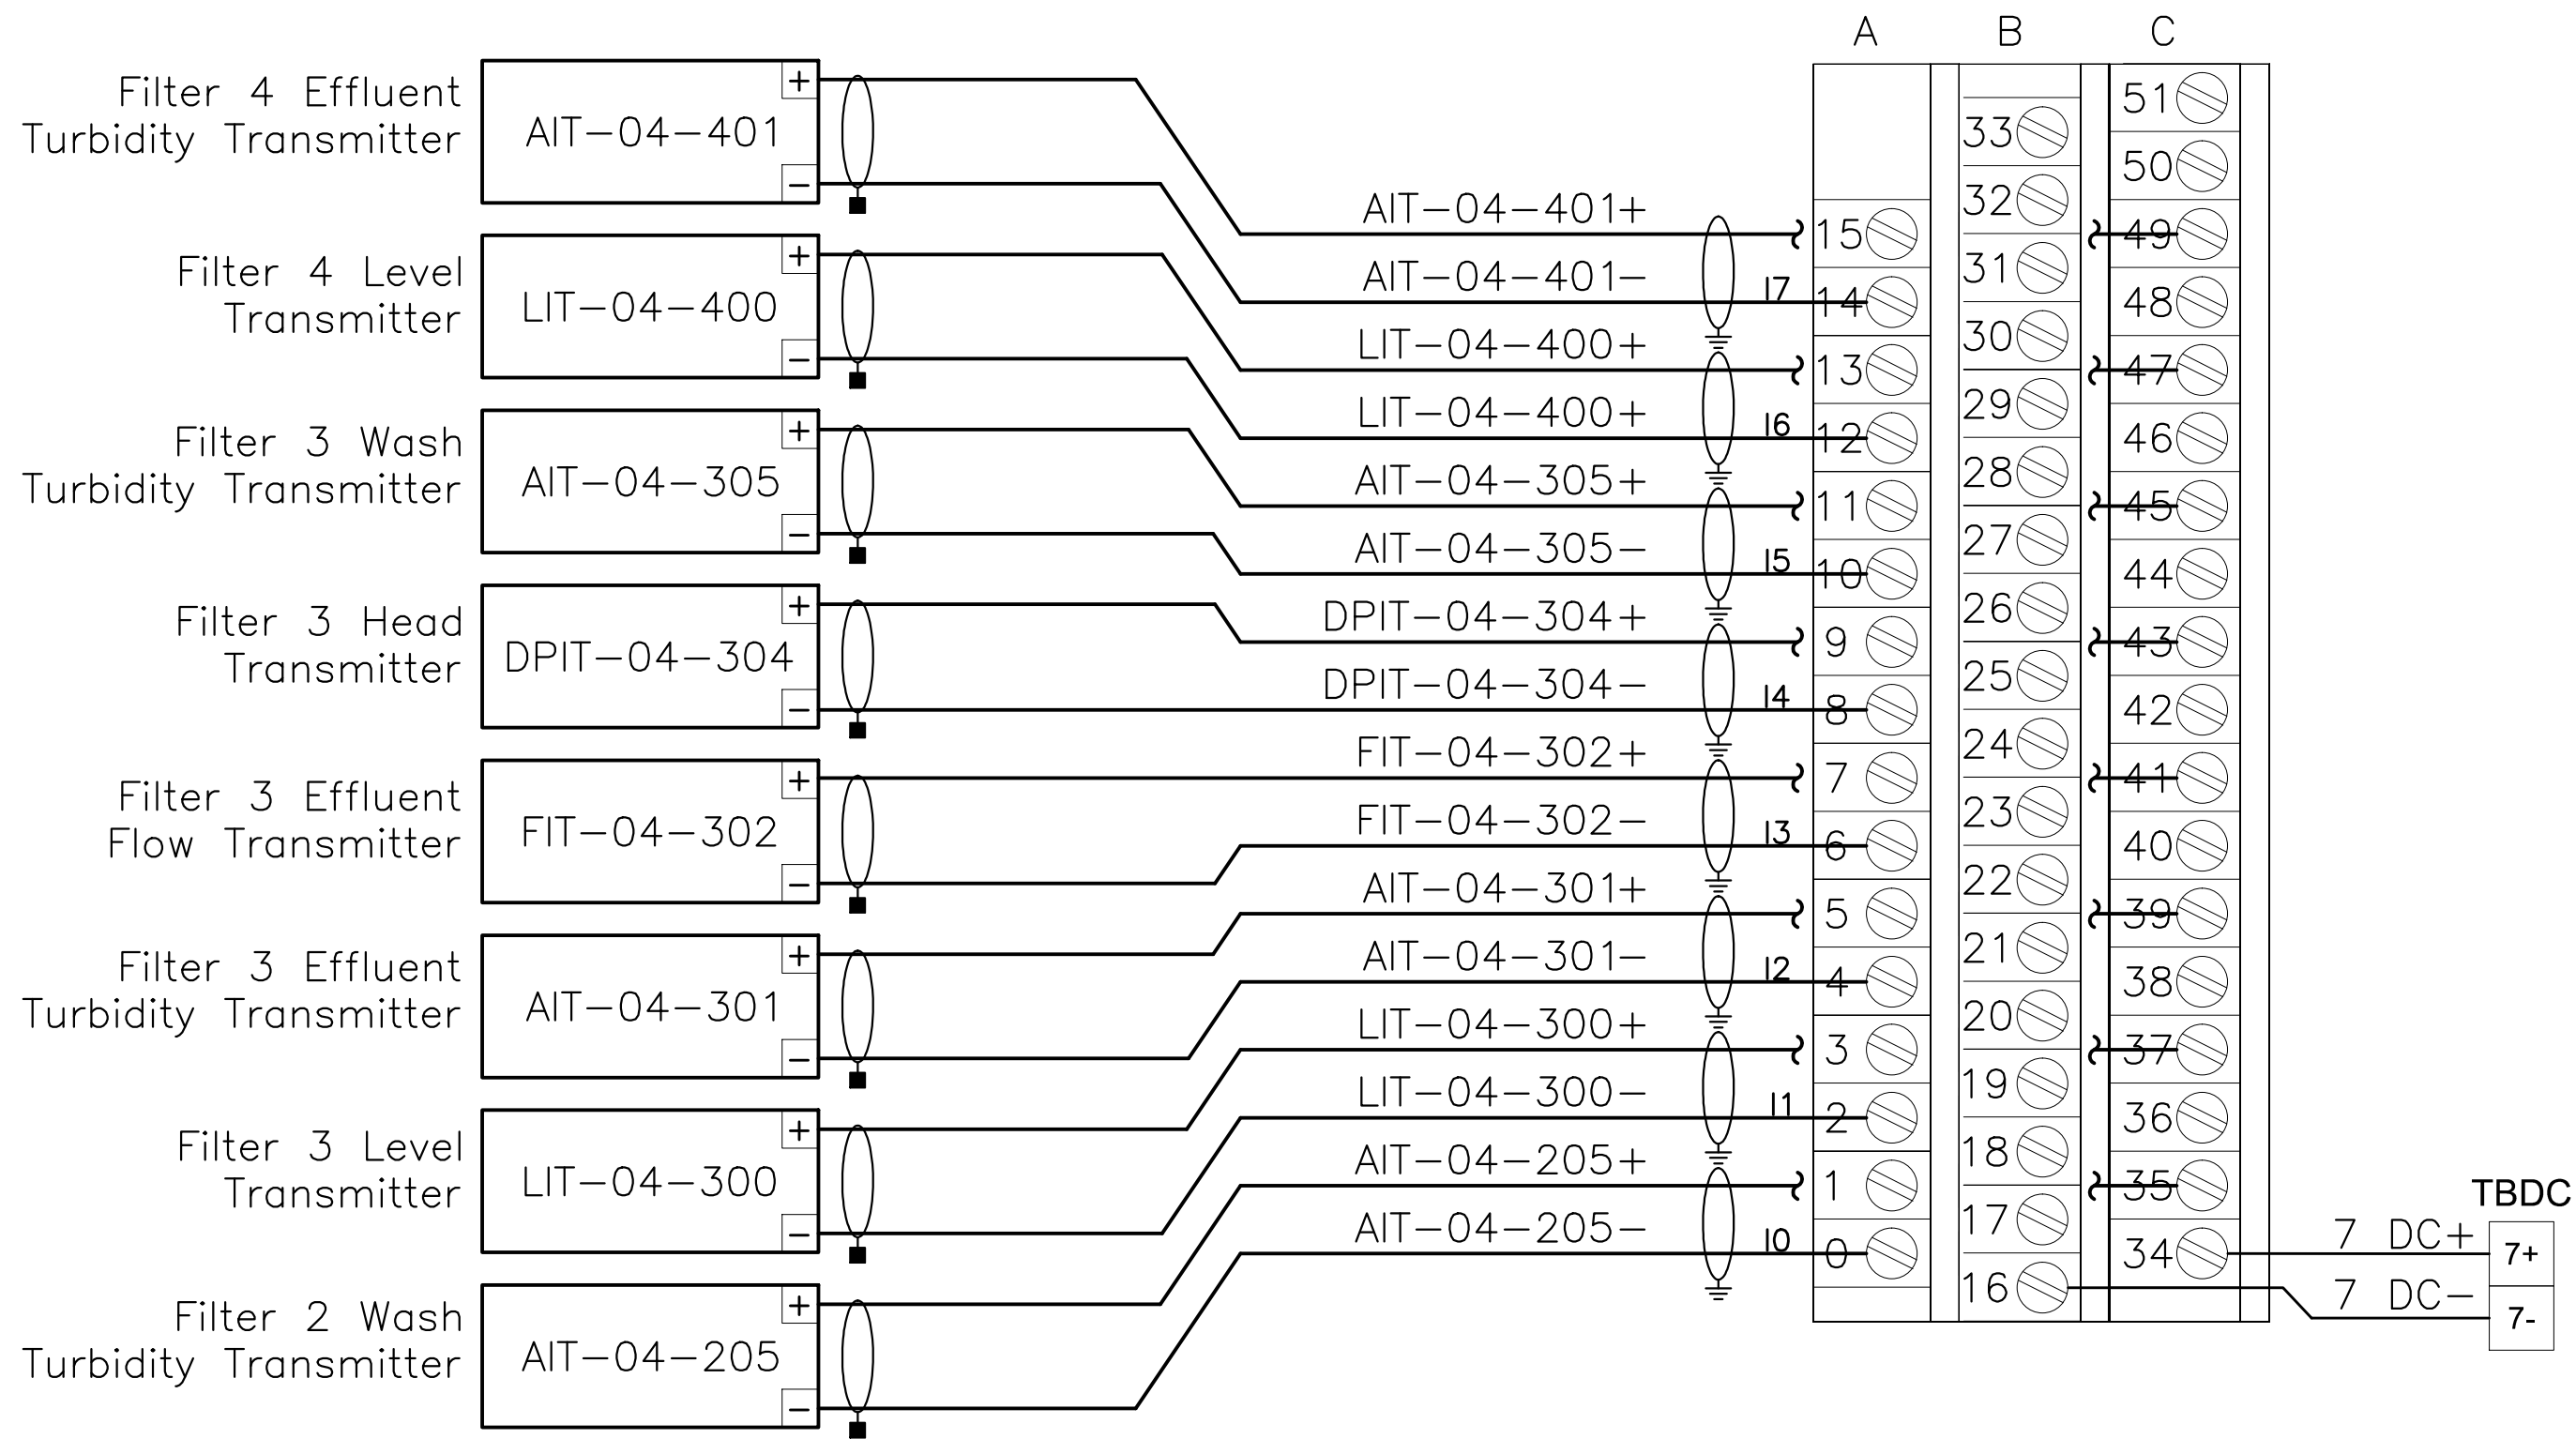 A B C
Filter 4 Effluent
Turbidity Transmitter
AIT-04-401
+
-
Filter 4 Level
Transmitter
LIT-04-400
+
-
Filter 3 Wash
Turbidity Transmitter
AIT-04-305
+
-
Filter 3 Head
Transmitter
DPIT-04-304
+
-
Filter 3 Effluent
Flow Transmitter
FIT-04-302
+
-
Filter 3 Effluent
Turbidity Transmitter
AIT-04-301
+
-
Filter 3 Level
Transmitter
LIT-04-300
+
-
Filter 2 Wash
Turbidity Transmitter
AIT-04-205
+
-
AIT-04-401+
AIT-04-401-
I7
LIT-04-400+
LIT-04-400+
I6
AIT-04-305+
AIT-04-305-
I5
DPIT-04-304+
DPIT-04-304-
I4
FIT-04-302+
FIT-04-302-
I3
AIT-04-301+
AIT-04-301-
I2
LIT-04-300+
LIT-04-300-
I1
AIT-04-205+
AIT-04-205-
I0
15
14
13
12
11
10
9
8
7
6
5
4
3
2
1
0
33
32
31
30
29
28
27
26
25
24
23
22
21
20
19
18
17
16
51
50
49
48
47
46
45
44
43
42
41
40
39
38
37
36
35
34
TBDC
7 DC+
7+
7 DC-
7-